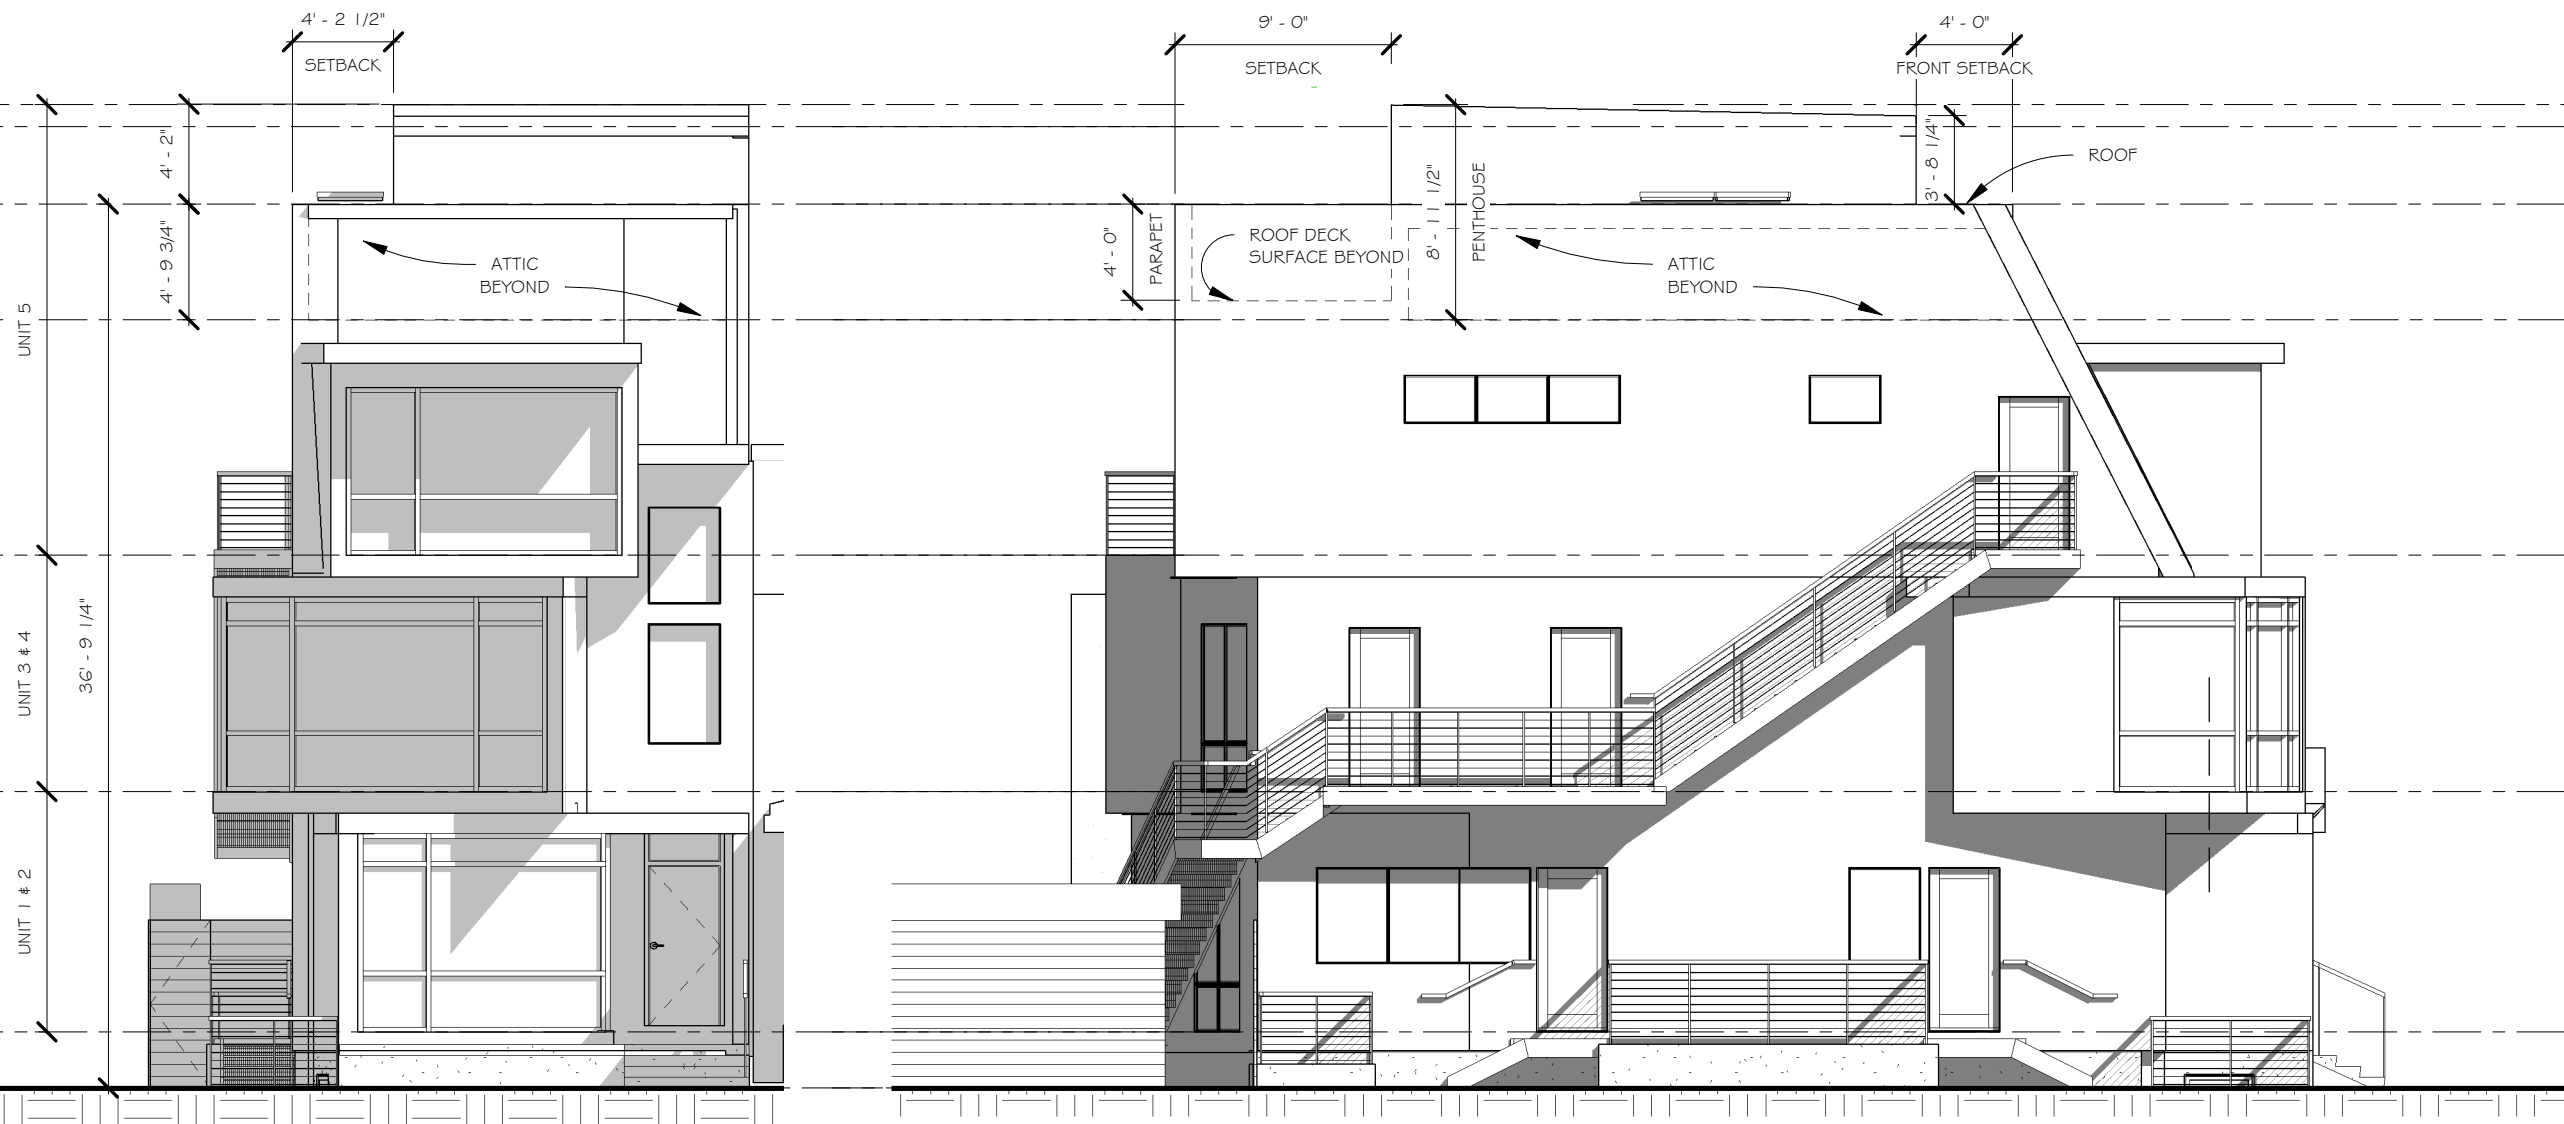 4' - 2 1/2"
SETBACK
9' - 0"
SETBACK
4' - 0"
FRONT SETBACK
4' - 2"
4' - 9 3/4"
UNIT 5
UNIT 3 & 4
UNIT 1 & 2
36' - 9 1/4"
ATTIC
BEYOND
4' - 0"
PARAPET
ROOF DECK
SURFACE BEYOND
8' - 11 1/2"
PENTHOUSE
ATTIC
BEYOND
3' - 8 1/4"
ROOF